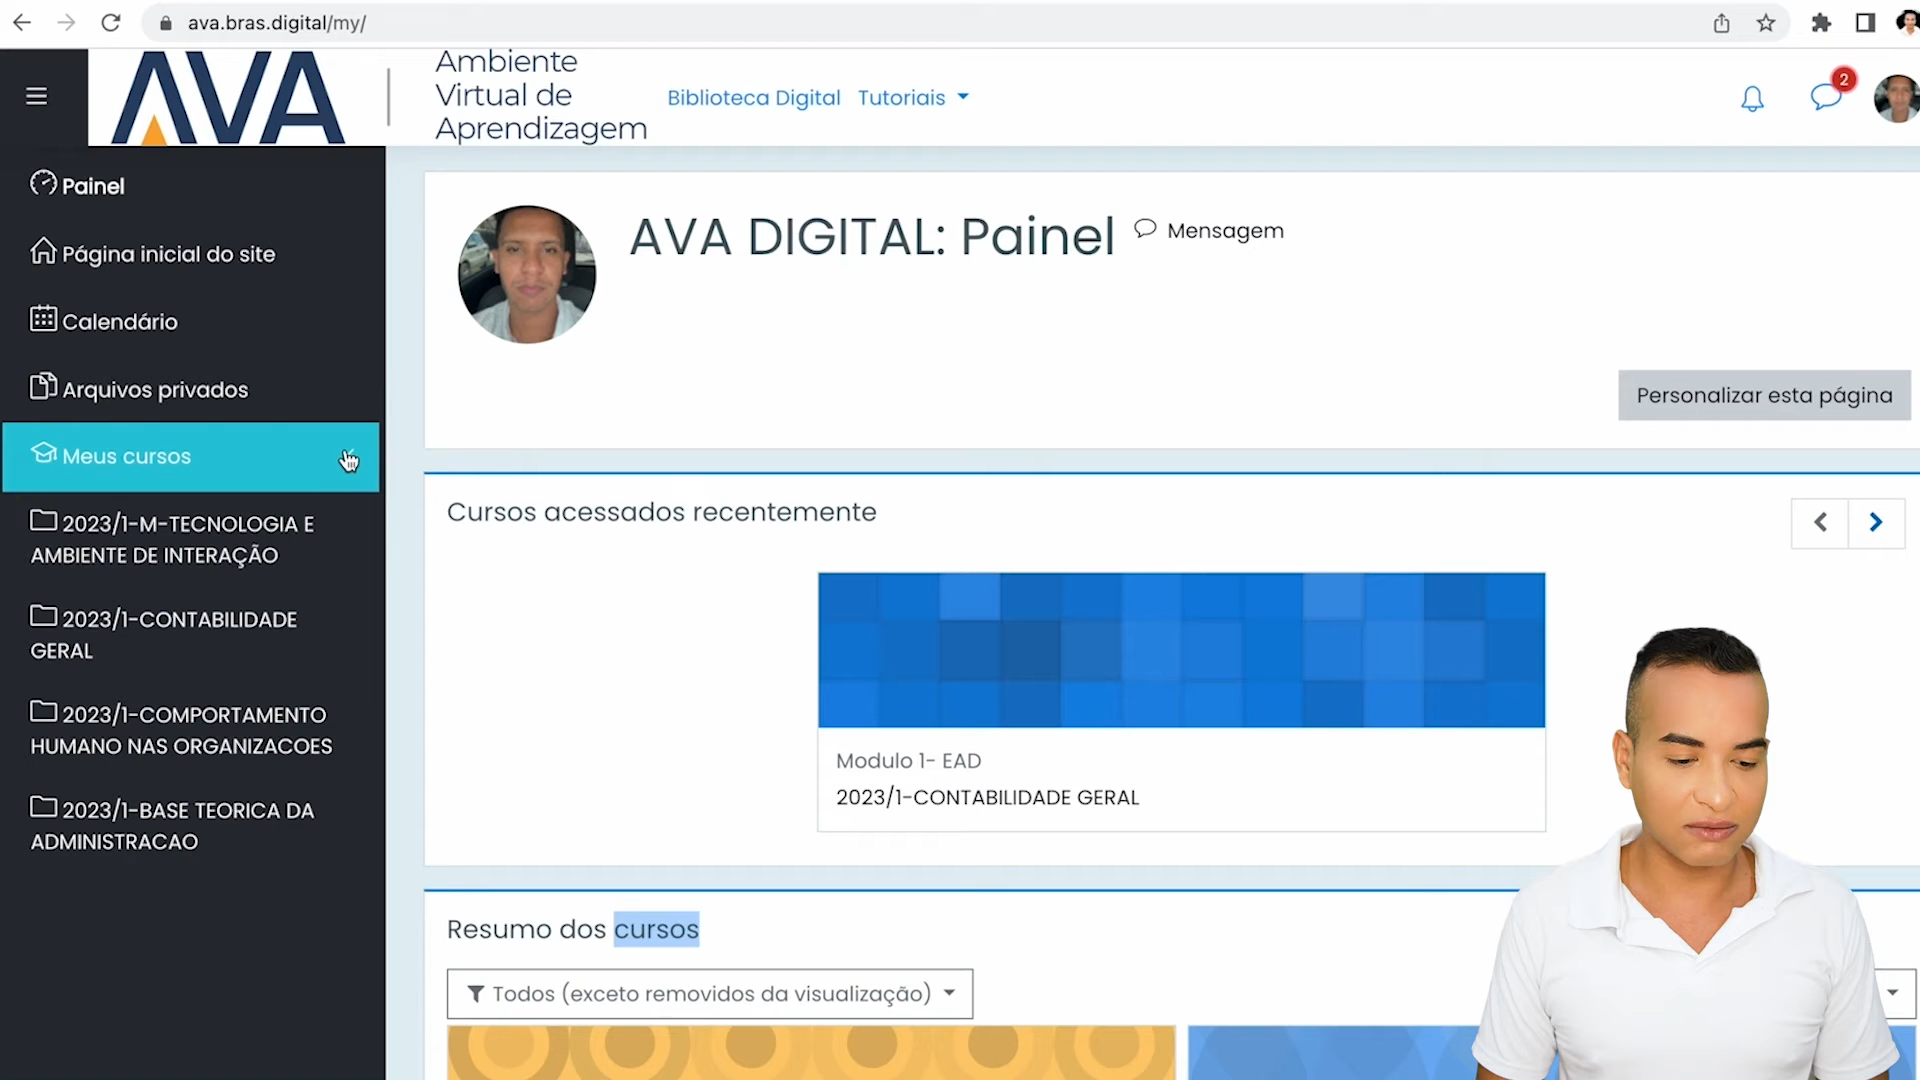 ava.bras.digital/my/
AVA
Ambiente
Virtual de
Aprendizagem
Biblioteca Digital
Tutoriais
2
Painel
Página inicial do site
Calendário
Arquivos privados
Meus cursos
2023/1-M-TECNOLOGIA E
AMBIENTE DE INTERAÇÃO
2023/1-CONTABILIDADE
GERAL
2023/1-COMPORTAMENTO
HUMANO NAS ORGANIZACOES
2023/1-BASE TEORICA DA
ADMINISTRACAO
AVA DIGITAL: Painel
Mensagem
Personalizar esta página
Cursos acessados recentemente
Modulo 1- EAD
2023/1-CONTABILIDADE GERAL
Resumo dos cursos
Todos (exceto removidos da visualização)